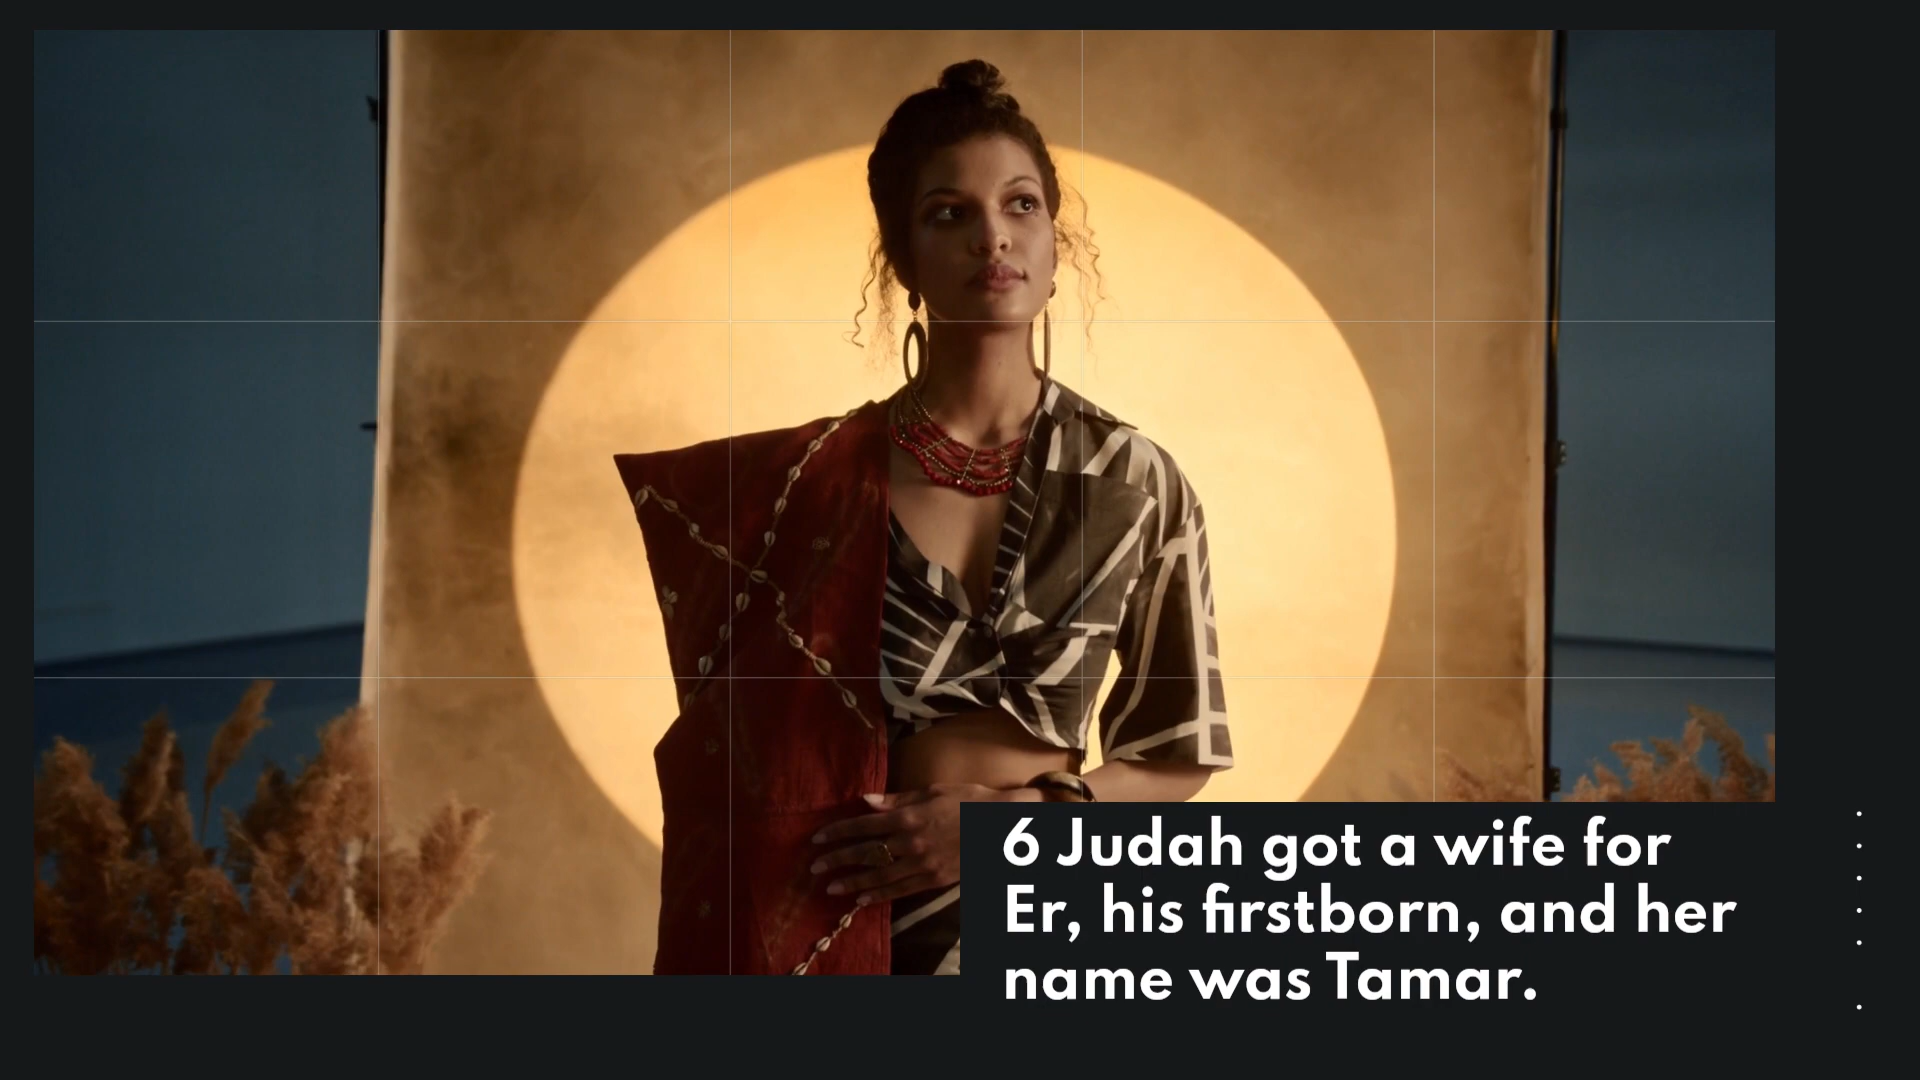 6 Judah got a wife for
Er, his firstborn, and her
name was Tamar.